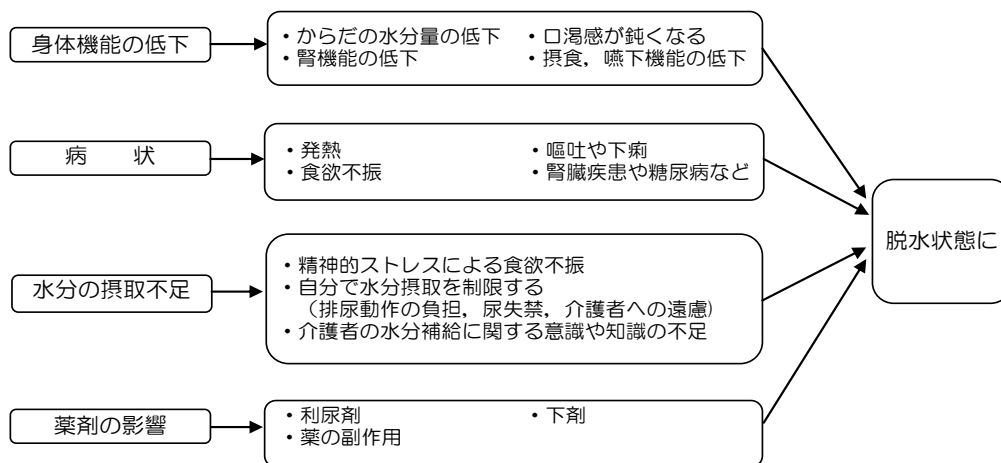 身体機能の低下
・からだの水分量の低下 ・口渇感が鈍くなる
・腎機能の低下 ・摂食，嚥下機能の低下
病 状
・発熱 ・嘔吐や下痢
・食欲不振 ・腎臓疾患や糖尿病など
水分の摂取不足
・精神的ストレスによる食欲不振
・自分で水分摂取を制限する
（排尿動作の負担，尿失禁，介護者への遠慮）
・介護者の水分補給に関する意識や知識の不足
薬剤の影響
・利尿剤 ・下剤
・薬の副作用
脱水状態に